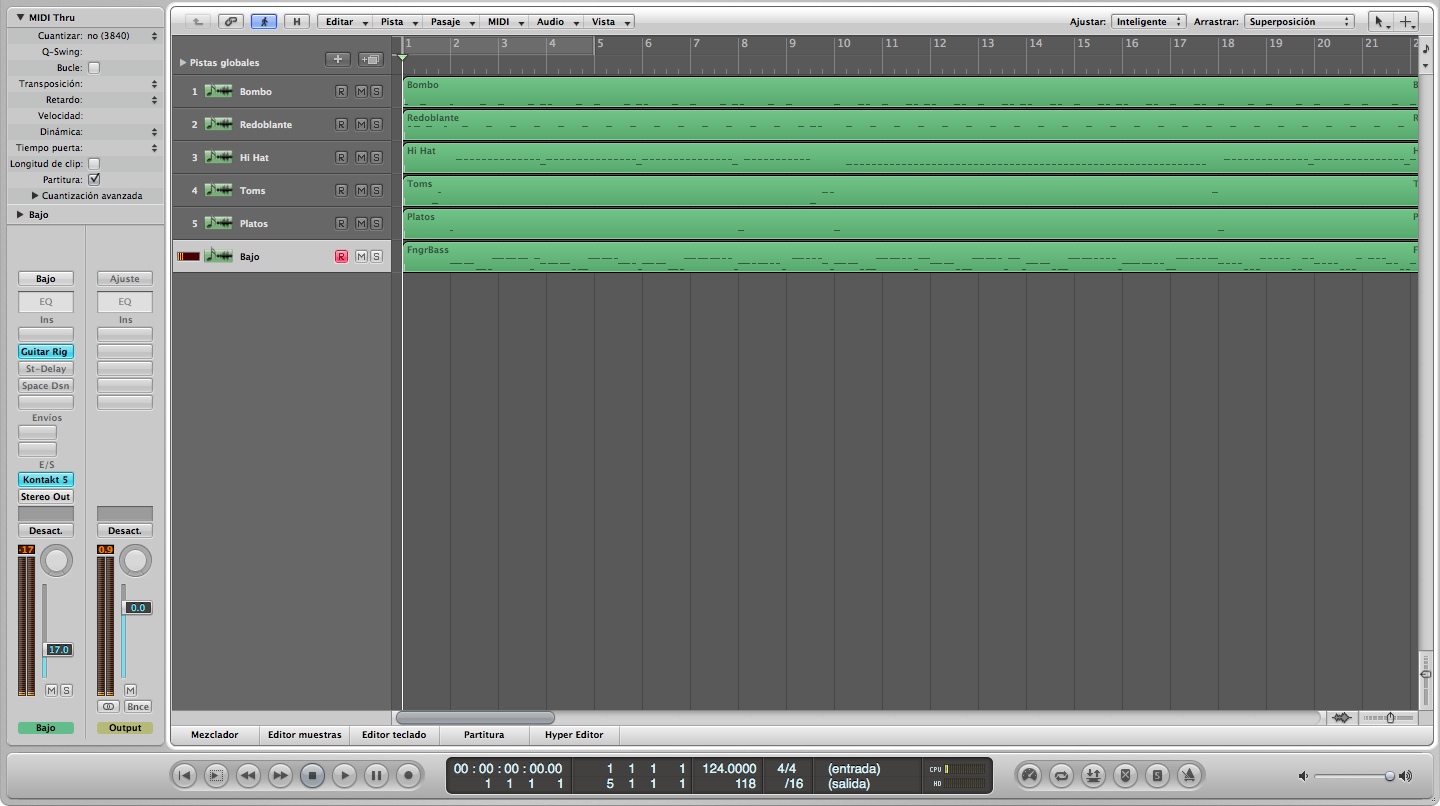 MIDI Thru
Cuantizar: no (3840)
Q-Swing:
Bucle:
Transposición:
Retardo:
Velocidad:
Dinámica:
Tiempo puerta:
Longitud de clip:
Partitura:
Cuantización avanzada
Bajo
Bajo Ajuste
EQ EQ
Ins Ins
Guitar Rig
St-Delay
Space Dsn
Envíos
E/S
Kontakt 5
Stereo Out
Desact. Desact.
-17 0.9
0.0
17.0
M S M
Bnce
Bajo Output
H Editar Pista Pasaje MIDI Audio Vista Ajustar: Inteligente Arrastrar: Superposición
1 2 3 4 5 6 7 8 9 10 11 12 13 14 15 16 17 18 19 20 21
Pistas globales
1 Bombo R M S Bombo B
2 Redoblante R M S Redoblante R
3 Hi Hat R M S Hi Hat H
4 Toms R M S Toms T
5 Platos R M S Platos P
Bajo R M S FngrBass F
Mezclador Editor muestras Editor teclado Partitura Hyper Editor
00 : 00 : 00 : 00.00 1 1 1 1 124.0000 4/4 (entrada) CPU
1 1 1 1 5 1 1 1 118 /16 (salida) HD
S